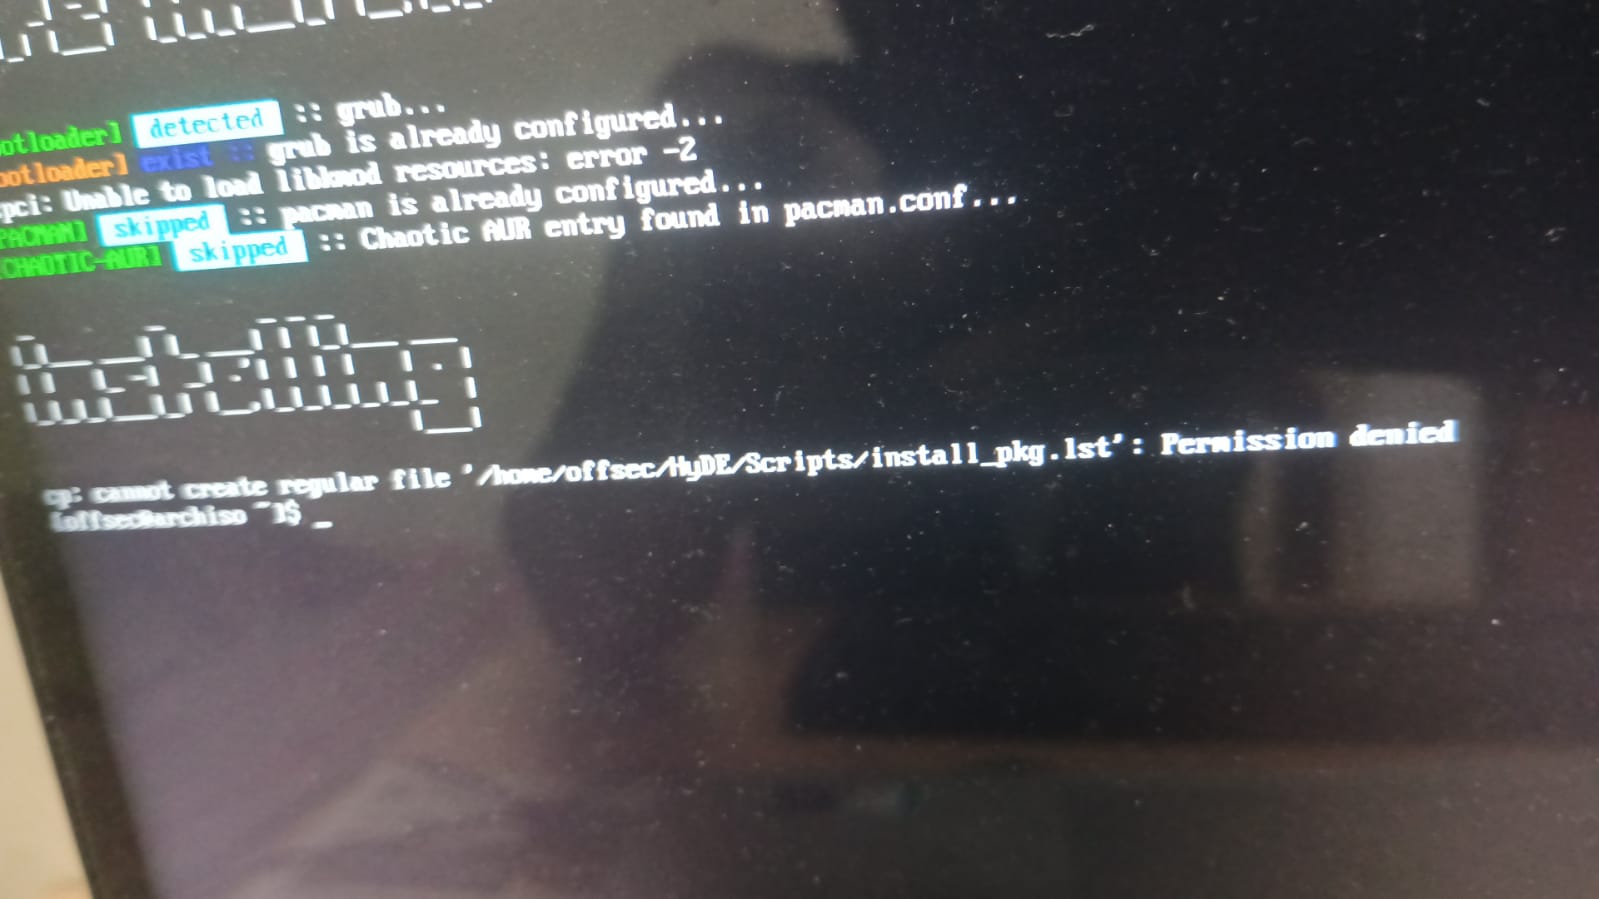 otloader] detected :: grub...
ootloader] exist :: grub is already configured...
pci: Unable to load libkmod resources: error -2
PACMAN] skipped :: pacman is already configured...
[CHAOTIC-AUR] skipped :: Chaotic AUR entry found in pacman.conf...
installing
cp: cannot create regular file '/home/offsec/HyDE/Scripts/install_pkg.lst': Permission denied
[offsec@archiso ~]$ _